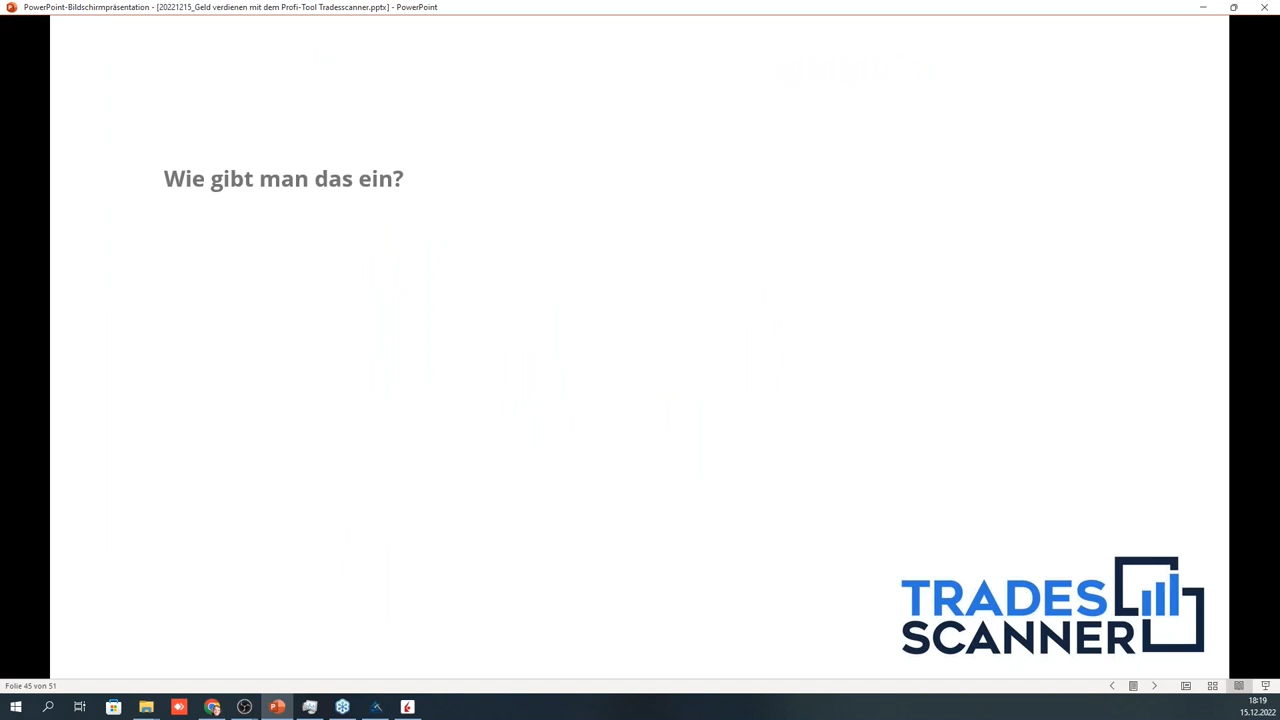 PowerPoint-Bildschirmpräsentation - [20221215_Geld verdienen mit dem Profi-Tool Tradesscanner.pptx] - PowerPoint
Wie gibt man das ein?
TRADES
SCANNER
Folie 45 von 51
18:19
15.12.2022